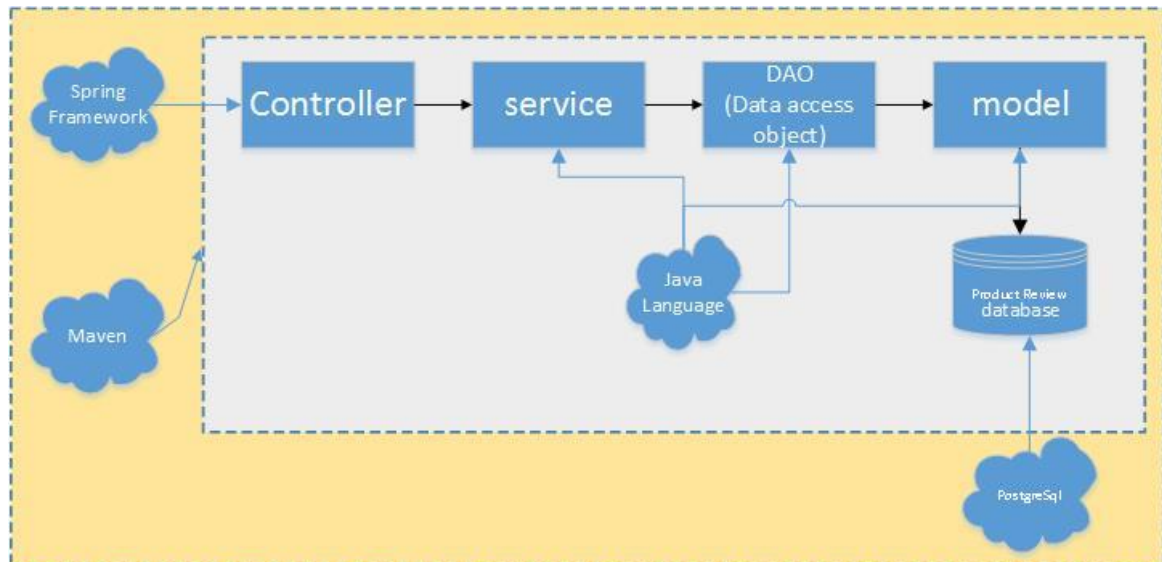 Spring
Framework
Controller
service
DAO
(Data access
object)
model
Java
Language
Maven
Product Review
database
PostgreSql